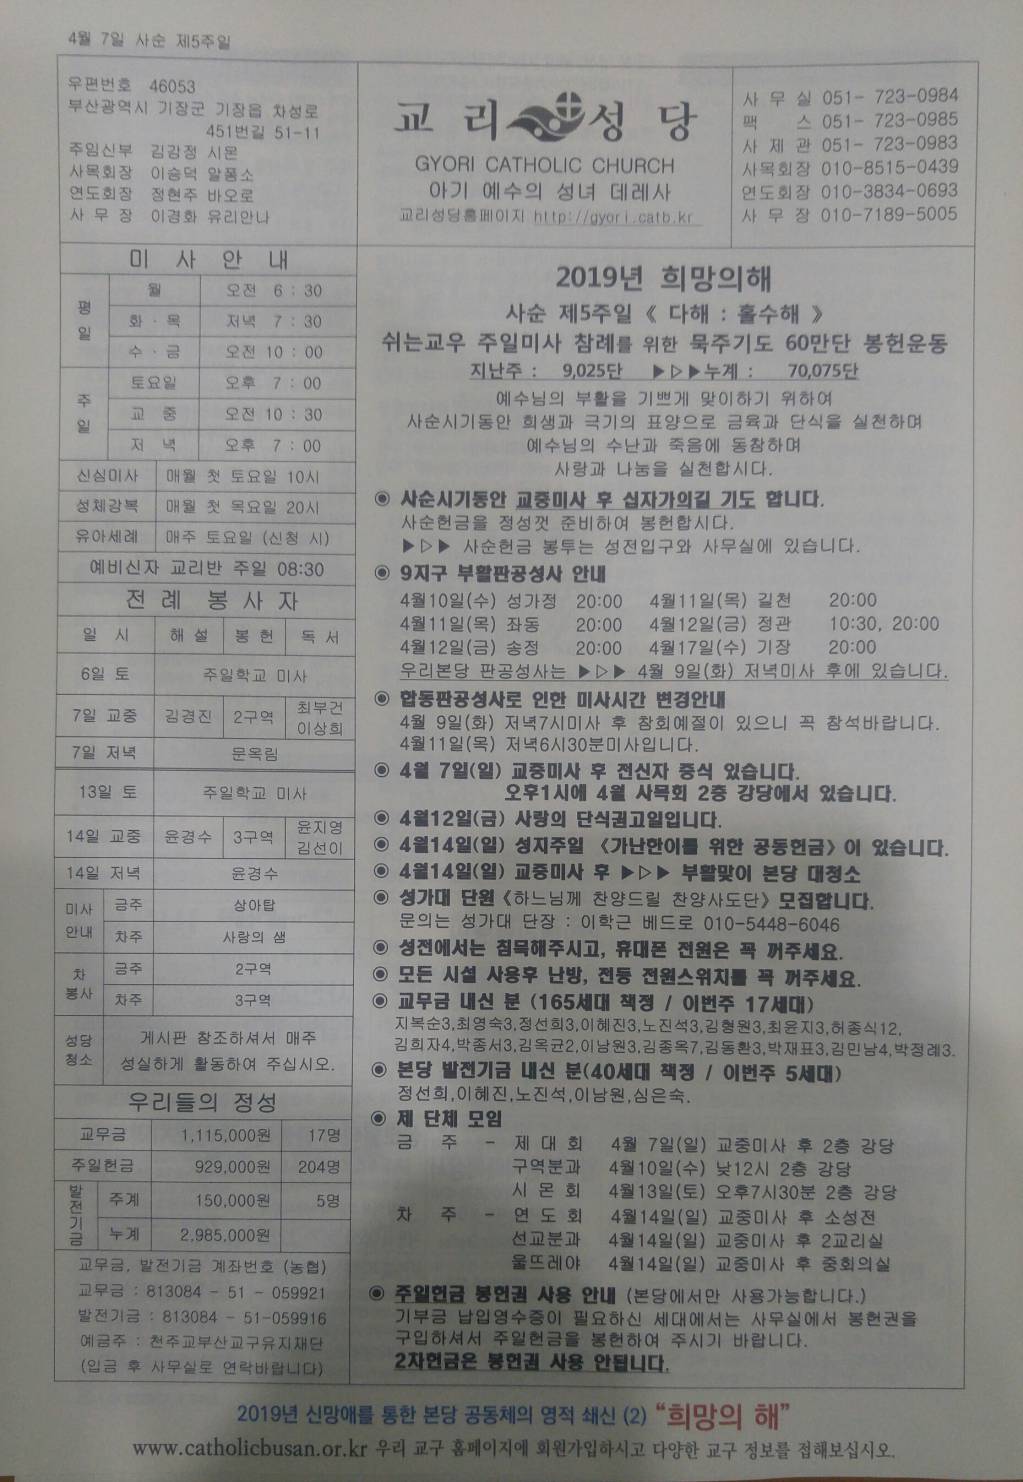 4월 7일 사순 제5주일
우편번호 46053
부산광역시 기장군 기장읍 차성로
451번길 51-11
주임신부 김강정 시몬
사목회장 이승덕 알퐁소
연도회장 정현주 바오로
사 무 장 이경화 유리안나
교 리 성 당
GYORI CATHOLIC CHURCH
아기 예수의 성녀 데레사
교리성당홈페이지 http://gyori.catb.kr
사 무 실 051- 723-0984
팩 스 051- 723-0985
사 제 관 051- 723-0983
사목회장 010-8515-0439
연도회장 010-3834-0693
사 무 장 010-7189-5005
미 사 안 내
평일 월 오전 6 : 30
화 · 목 저녁 7 : 30
수 · 금 오전 10 : 00
주일 토요일 오후 7 : 00
교 중 오전 10 : 30
저 녁 오후 7 : 00
신심미사 매월 첫 토요일 10시
성체강복 매월 첫 목요일 20시
유아세례 매주 토요일 (신청 시)
예비신자 교리반 주일 08:30
전 례 봉 사 자
일 시 해 설 봉 헌 독 서
6일 토 주일학교 미사
7일 교중 김경진 2구역 최부건 이상희
7일 저녁 문옥림
13일 토 주일학교 미사
14일 교중 윤경수 3구역 윤지영 김선이
14일 저녁 윤경수
미사 안내 금주 상아탑
차주 사랑의 샘
차 봉사 금주 2구역
차주 3구역
성당 청소 게시판 참조하셔서 매주
성실하게 활동하여 주십시오.
우리들의 정성
교무금 1,115,000원 17명
주일헌금 929,000원 204명
발전기금 주계 150,000원 5명
누계 2,985,000원
교무금, 발전기금 계좌번호 (농협)
교무금 : 813084 - 51 - 059921
발전기금 : 813084 - 51-059916
예금주 : 천주교부산교구유지재단
(입금 후 사무실로 연락바랍니다)
2019년 희망의해
사순 제5주일 《 다해 : 홀수해 》
쉬는교우 주일미사 참례를 위한 묵주기도 60만단 봉헌운동
지난주 : 9,025단 ▶▷▶누계 : 70,075단
예수님의 부활을 기쁘게 맞이하기 위하여
사순시기동안 희생과 극기의 표양으로 금육과 단식을 실천하며
예수님의 수난과 죽음에 동참하며
사랑과 나눔을 실천합시다.
◉ 사순시기동안 교중미사 후 십자가의길 기도 합니다.
사순헌금을 정성껏 준비하여 봉헌합시다.
▶▷▶ 사순헌금 봉투는 성전입구와 사무실에 있습니다.
◉ 9지구 부활판공성사 안내
4월10일(수) 성가정 20:00 4월11일(목) 길천 20:00
4월11일(목) 좌동 20:00 4월12일(금) 정관 10:30, 20:00
4월12일(금) 송정 20:00 4월17일(수) 기장 20:00
우리본당 판공성사는 ▶▷▶ 4월 9일(화) 저녁미사 후에 있습니다.
◉ 합동판공성사로 인한 미사시간 변경안내
4월 9일(화) 저녁7시미사 후 참회예절이 있으니 꼭 참석바랍니다.
4월11일(목) 저녁6시30분미사입니다.
◉ 4월 7일(일) 교중미사 후 전신자 중식 있습니다.
오후1시에 4월 사목회 2층 강당에서 있습니다.
◉ 4월12일(금) 사랑의 단식권고일입니다.
◉ 4월14일(일) 성지주일 《가난한이를 위한 공동헌금》이 있습니다.
◉ 4월14일(일) 교중미사 후 ▶▷▶ 부활맞이 본당 대청소
◉ 성가대 단원 《하느님께 찬양드릴 찬양사도단》 모집합니다.
문의는 성가대 단장 : 이학근 베드로 010-5448-6046
◉ 성전에서는 침묵해주시고, 휴대폰 전원은 꼭 꺼주세요.
◉ 모든 시설 사용후 난방, 전등 전원스위치를 꼭 꺼주세요.
◉ 교무금 내신 분 (165세대 책정 / 이번주 17세대)
지복순3,최영숙3,정선희3,이혜진3,노진석3,김형원3,최윤지3,허종식12,
김희자4,박종서3,김옥균2,이남원3,김종옥7,김동환3,박재표3,김민남4,박정례3.
◉ 본당 발전기금 내신 분(40세대 책정 / 이번주 5세대)
정선희,이혜진,노진석,이남원,심은숙.
◉ 제 단체 모임
금 주 - 제 대 회 4월 7일(일) 교중미사 후 2층 강당
구역분과 4월10일(수) 낮12시 2층 강당
시 몬 회 4월13일(토) 오후7시30분 2층 강당
차 주 - 연 도 회 4월14일(일) 교중미사 후 소성전
선교분과 4월14일(일) 교중미사 후 2교리실
울뜨레야 4월14일(일) 교중미사 후 중회의실
◉ 주일헌금 봉헌권 사용 안내 (본당에서만 사용가능합니다.)
기부금 납입영수증이 필요하신 세대에서는 사무실에서 봉헌권을
구입하셔서 주일헌금을 봉헌하여 주시기 바랍니다.
2차헌금은 봉헌권 사용 안됩니다.
2019년 신망애를 통한 본당 공동체의 영적 쇄신 (2) “희망의 해”
www.catholicbusan.or.kr 우리 교구 홈페이지에 회원가입하시고 다양한 교구 정보를 접해보십시오.